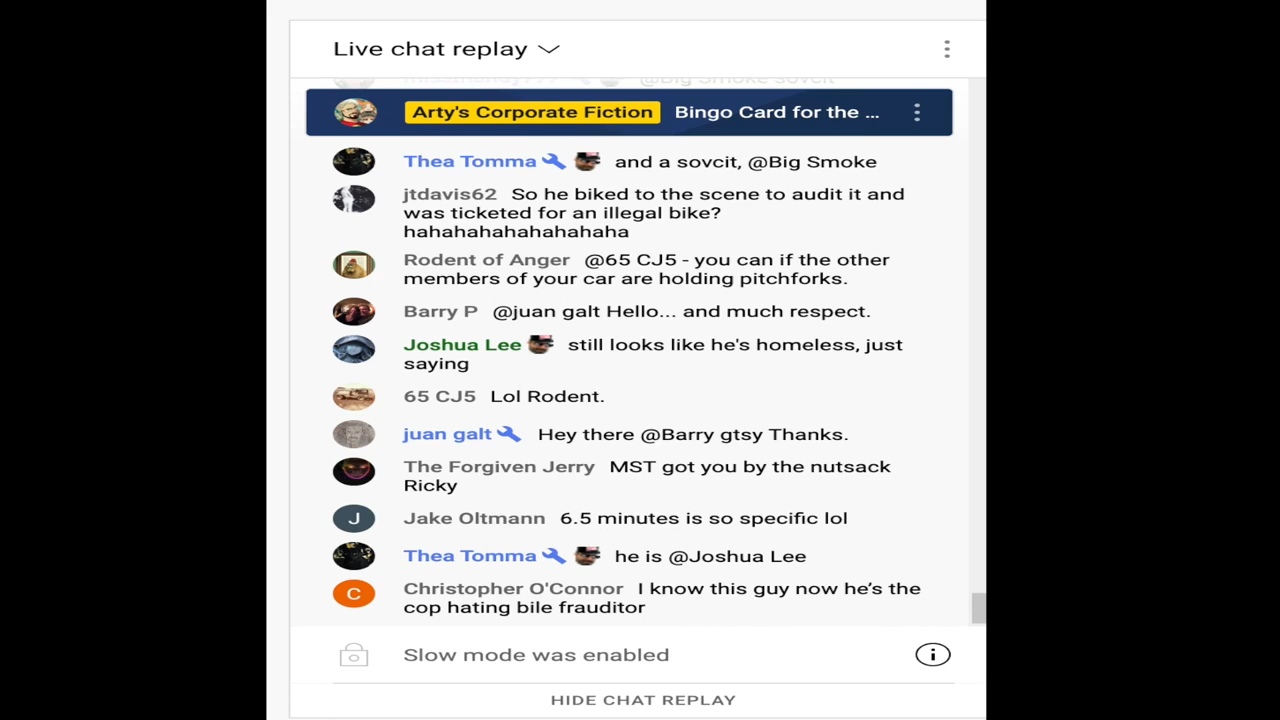 Live chat replay
@Big Smoke sovcit
Arty's Corporate Fiction Bingo Card for the ...
Thea Tomma and a sovcit, @Big Smoke
jtdavis62 So he biked to the scene to audit it and
was ticketed for an illegal bike?
hahahahahahahahaha
Rodent of Anger @65 CJ5 - you can if the other
members of your car are holding pitchforks.
Barry P @juan galt Hello... and much respect.
Joshua Lee still looks like he's homeless, just
saying
65 CJ5 Lol Rodent.
juan galt Hey there @Barry gtsy Thanks.
The Forgiven Jerry MST got you by the nutsack
Ricky
J Jake Oltmann 6.5 minutes is so specific lol
Thea Tomma he is @Joshua Lee
C Christopher O'Connor I know this guy now he’s the
cop hating bile frauditor
Slow mode was enabled
HIDE CHAT REPLAY